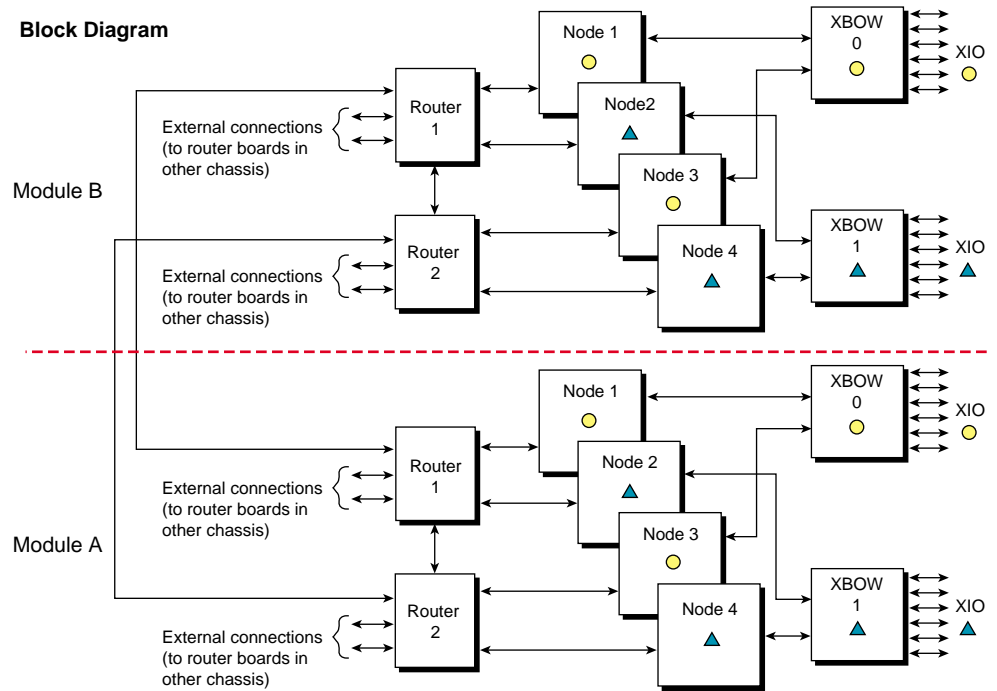 Block Diagram
Module B
External connections
(to router boards in
other chassis)
Router
1
External connections
(to router boards in
other chassis)
Router
2
Node 1
Node2
Node 3
Node 4
XBOW
0
XIO
XBOW
1
XIO
Module A
External connections
(to router boards in
other chassis)
Router
1
External connections
(to router boards in
other chassis)
Router
2
Node 1
Node 2
Node 3
Node 4
XBOW
0
XIO
XBOW
1
XIO